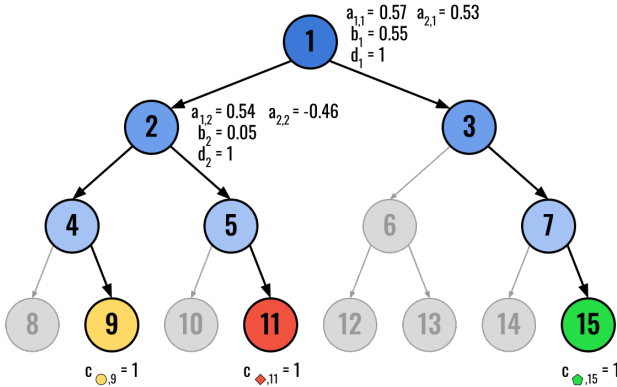 1
a1,1 = 0.57 a2,1 = 0.53
b1 = 0.55
d1 = 1
2
a1,2 = 0.54 a2,2 = -0.46
b2 = 0.05
d2 = 1
3
4
5
6
7
8
9
10
11
12
13
14
15
c ,9 = 1
c ,11 = 1
c ,15 = 1